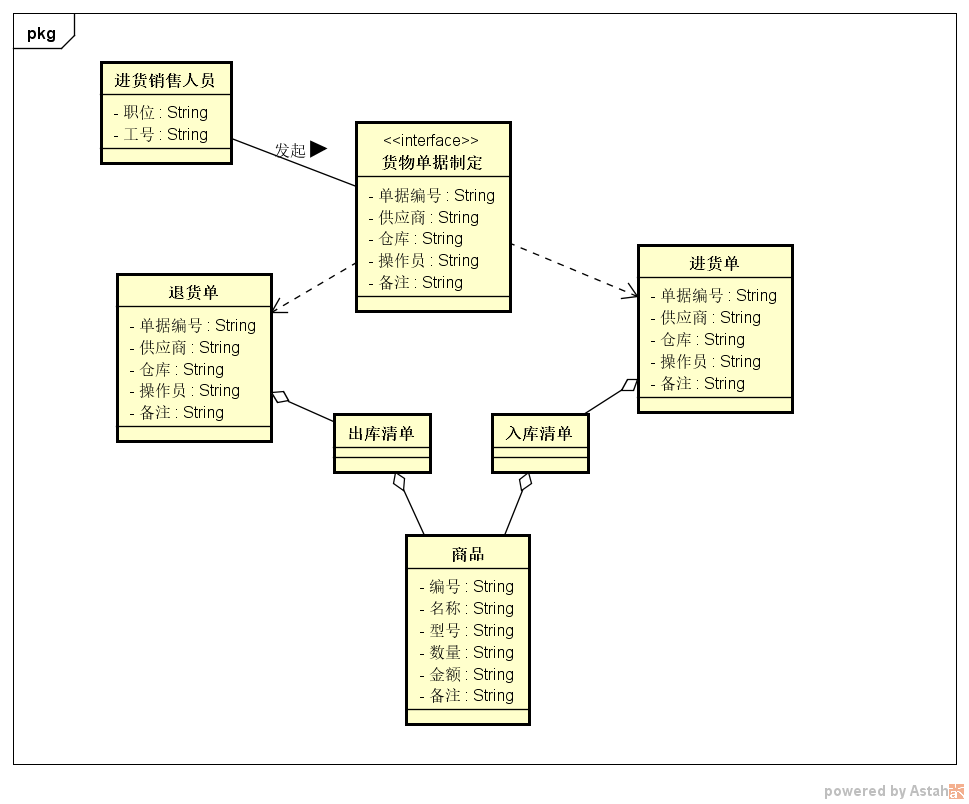 pkg
进货销售人员
- 职位 : String
- 工号 : String
发起
<<interface>>
货物单据制定
- 单据编号 : String
- 供应商 : String
- 仓库 : String
- 操作员 : String
- 备注 : String
进货单
- 单据编号 : String
- 供应商 : String
- 仓库 : String
- 操作员 : String
- 备注 : String
退货单
- 单据编号 : String
- 供应商 : String
- 仓库 : String
- 操作员 : String
- 备注 : String
出库清单
入库清单
商品
- 编号 : String
- 名称 : String
- 型号 : String
- 数量 : String
- 金额 : String
- 备注 : String
powered by Astah